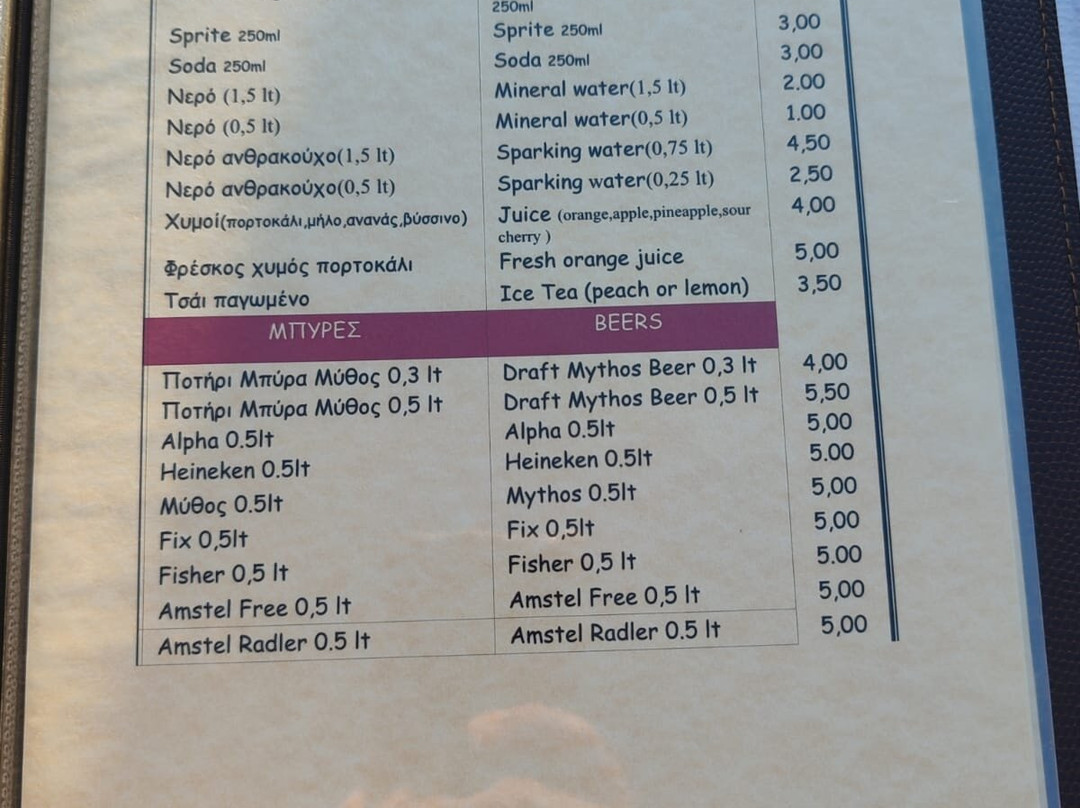 250ml
Sprite 250ml Sprite 250ml 3,00
Soda 250ml Soda 250ml 3,00
Νερό (1,5 lt) Mineral water(1,5 lt) 2.00
Νερό (0,5 lt) Mineral water(0,5 lt) 1.00
Νερό ανθρακούχο(1,5 lt) Sparking water(0,75 lt) 4,50
Νερό ανθρακούχο(0,5 lt) Sparking water(0,25 lt) 2,50
Χυμοί(πορτοκάλι,μήλο,ανανάς,βύσσινο) Juice (orange,apple,pineapple,sour 4,00
cherry )
Φρέσκος χυμός πορτοκάλι Fresh orange juice 5,00
Τσάι παγωμένο Ice Tea (peach or lemon) 3,50
ΜΠΥΡΕΣ BEERS
Ποτήρι Μπύρα Μύθος 0,3 lt Draft Mythos Beer 0,3 lt 4,00
Ποτήρι Μπύρα Μύθος 0,5 lt Draft Mythos Beer 0,5 lt 5,50
Alpha 0.5lt Alpha 0.5lt 5,00
Heineken 0.5lt Heineken 0.5lt 5.00
Μύθος 0.5lt Mythos 0.5lt 5,00
Fix 0,5lt Fix 0,5lt 5,00
Fisher 0,5 lt Fisher 0,5 lt 5.00
Amstel Free 0,5 lt Amstel Free 0,5 lt 5,00
Amstel Radler 0.5 lt Amstel Radler 0.5 lt 5,00